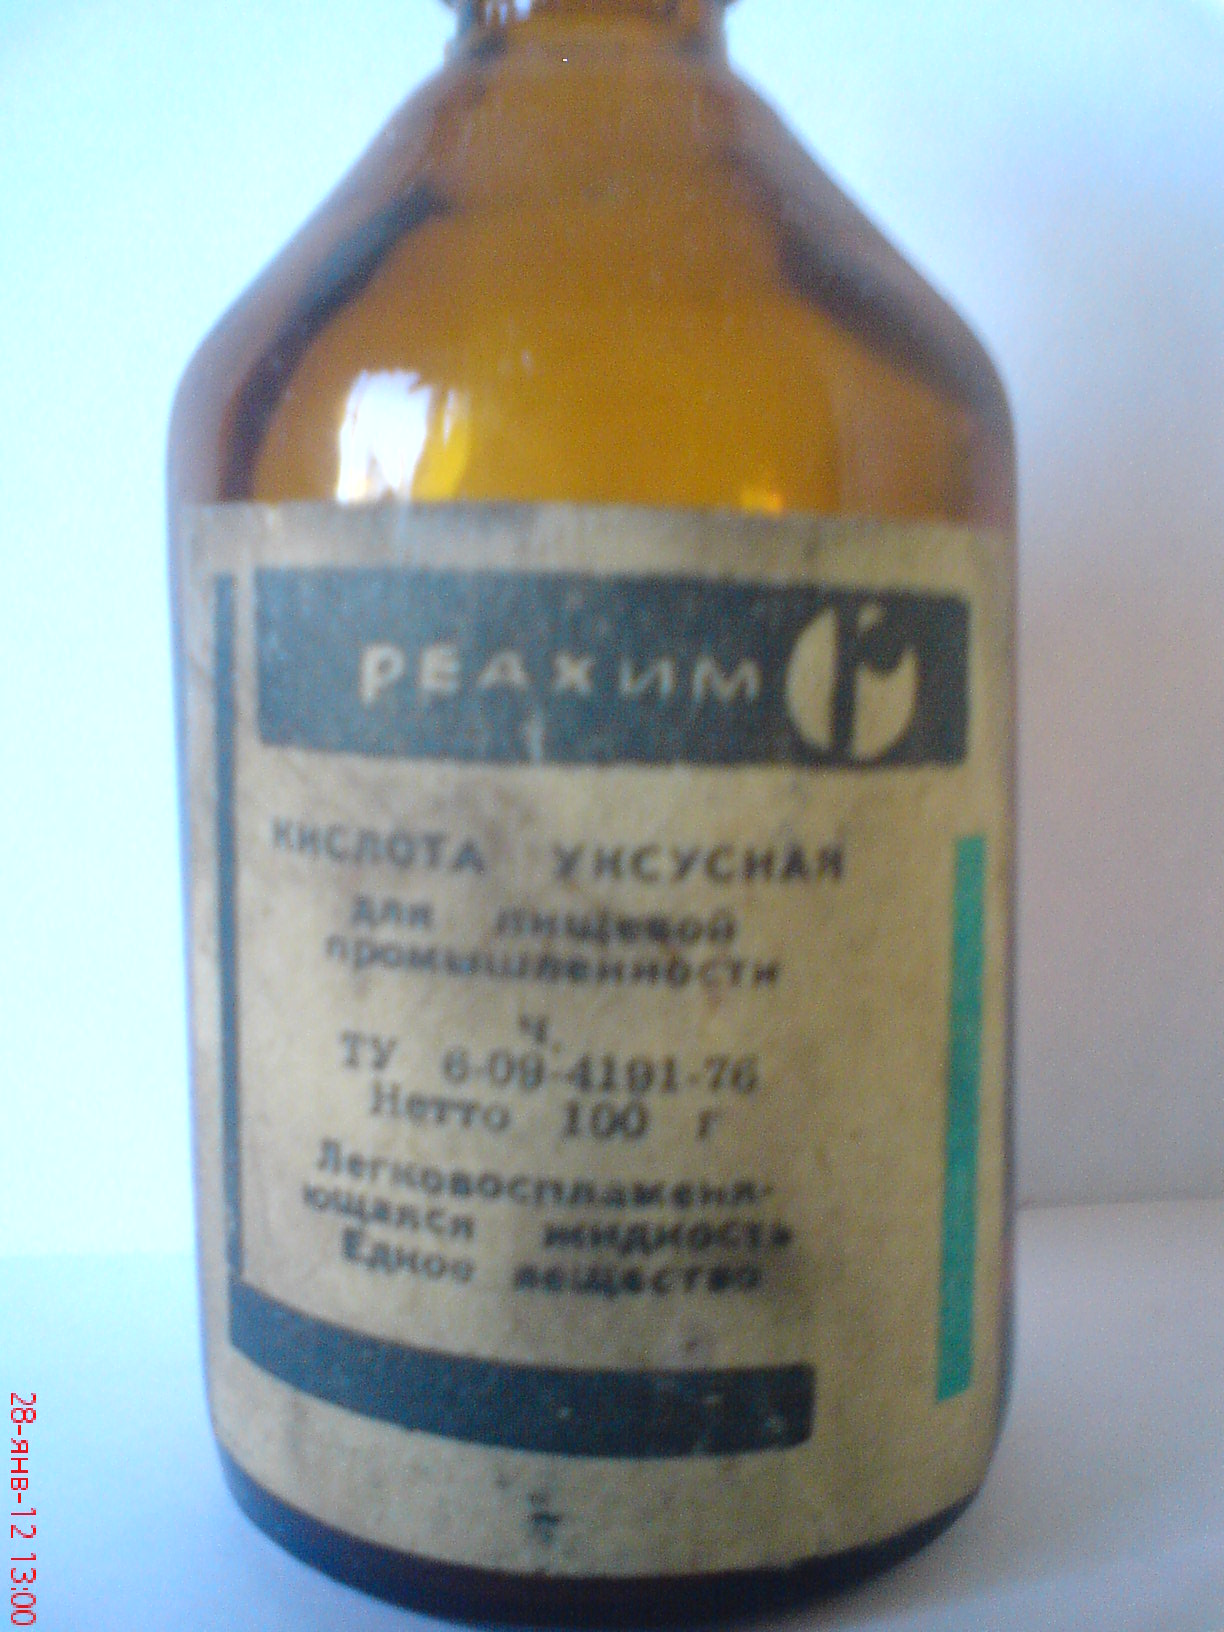 РЕАХИМ
КИСЛОТА УКСУСНАЯ
для пищевой
промышленности
ч.
ТУ 6-09-4191-76
Нетто 100 г
Легковоспламеня-
ющаяся жидкость
Едкое вещество
28-янв-12 13:00